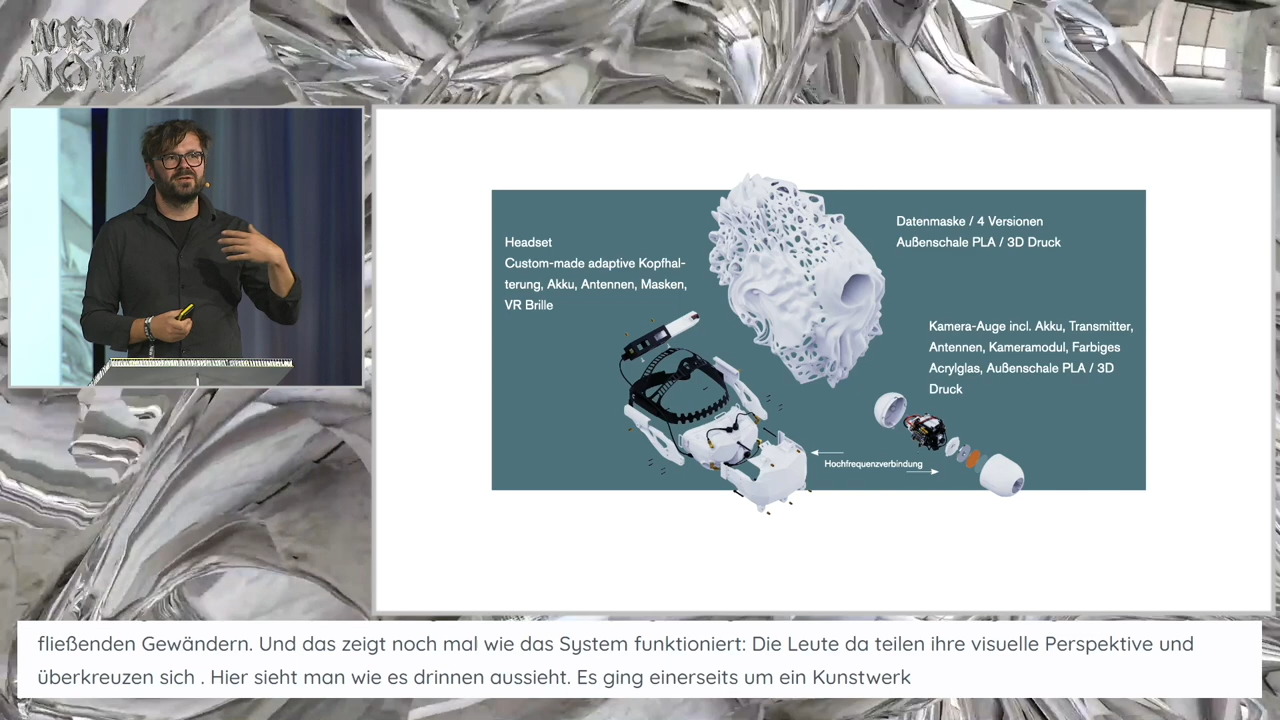 NEW
NOW
Headset
Custom-made adaptive Kopfhal-
terung, Akku, Antennen, Masken,
VR Brille
Datenmaske / 4 Versionen
Außenschale PLA / 3D Druck
Kamera-Auge incl. Akku, Transmitter,
Antennen, Kameramodul, Farbiges
Acrylglas, Außenschale PLA / 3D
Druck
Hochfrequenzverbindung
fließenden Gewändern. Und das zeigt noch mal wie das System funktioniert: Die Leute da teilen ihre visuelle Perspektive und
überkreuzen sich . Hier sieht man wie es drinnen aussieht. Es ging einerseits um ein Kunstwerk